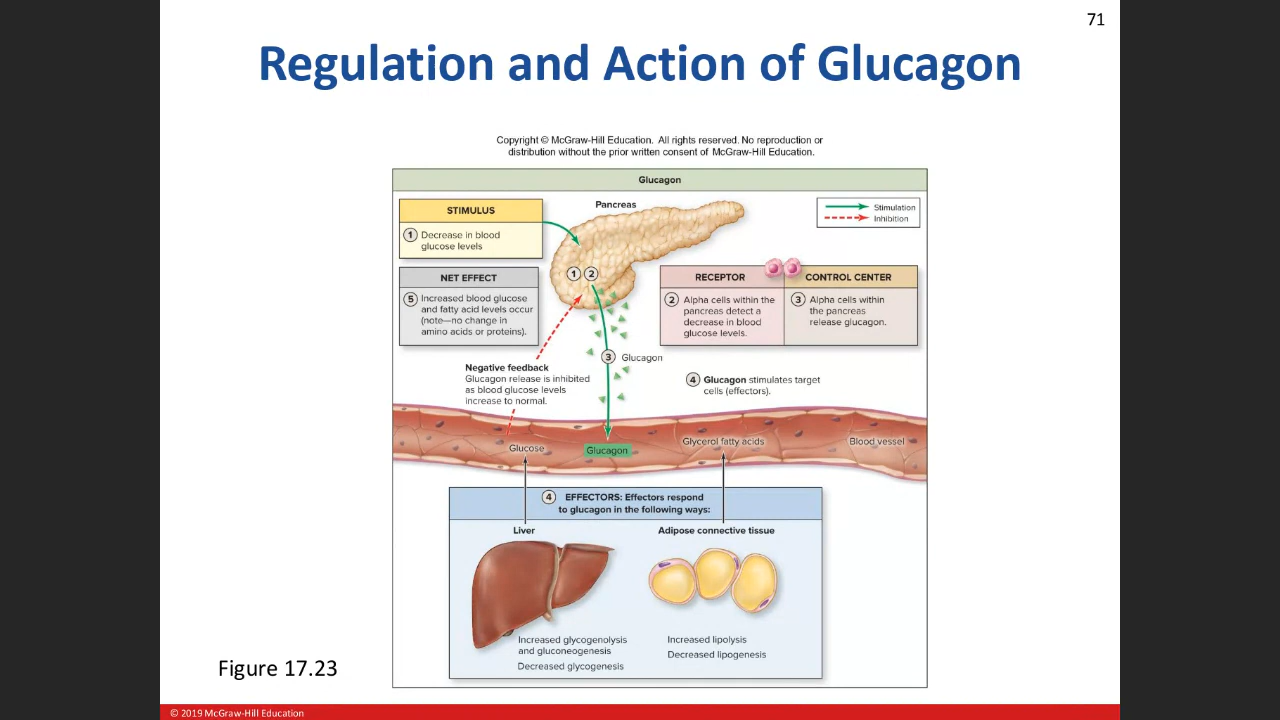 71
Regulation and Action of Glucagon
Copyright © McGraw-Hill Education. All rights reserved. No reproduction or
distribution without the prior written consent of McGraw-Hill Education.
Glucagon
STIMULUS
1 Decrease in blood
glucose levels
Pancreas
Stimulation
Inhibition
1 2
NET EFFECT
5 Increased blood glucose
and fatty acid levels occur
(note—no change in
amino acids or proteins).
RECEPTOR
2 Alpha cells within the
pancreas detect a
decrease in blood
glucose levels.
CONTROL CENTER
3 Alpha cells within
the pancreas
release glucagon.
3 Glucagon
Negative feedback
Glucagon release is inhibited
as blood glucose levels
increase to normal.
4 Glucagon stimulates target
cells (effectors).
Glucose
Glucagon
Glycerol fatty acids
Blood vessel
4 EFFECTORS: Effectors respond
to glucagon in the following ways:
Liver
Adipose connective tissue
Increased glycogenolysis
and gluconeogenesis
Decreased glycogenesis
Increased lipolysis
Decreased lipogenesis
Figure 17.23
© 2019 McGraw-Hill Education